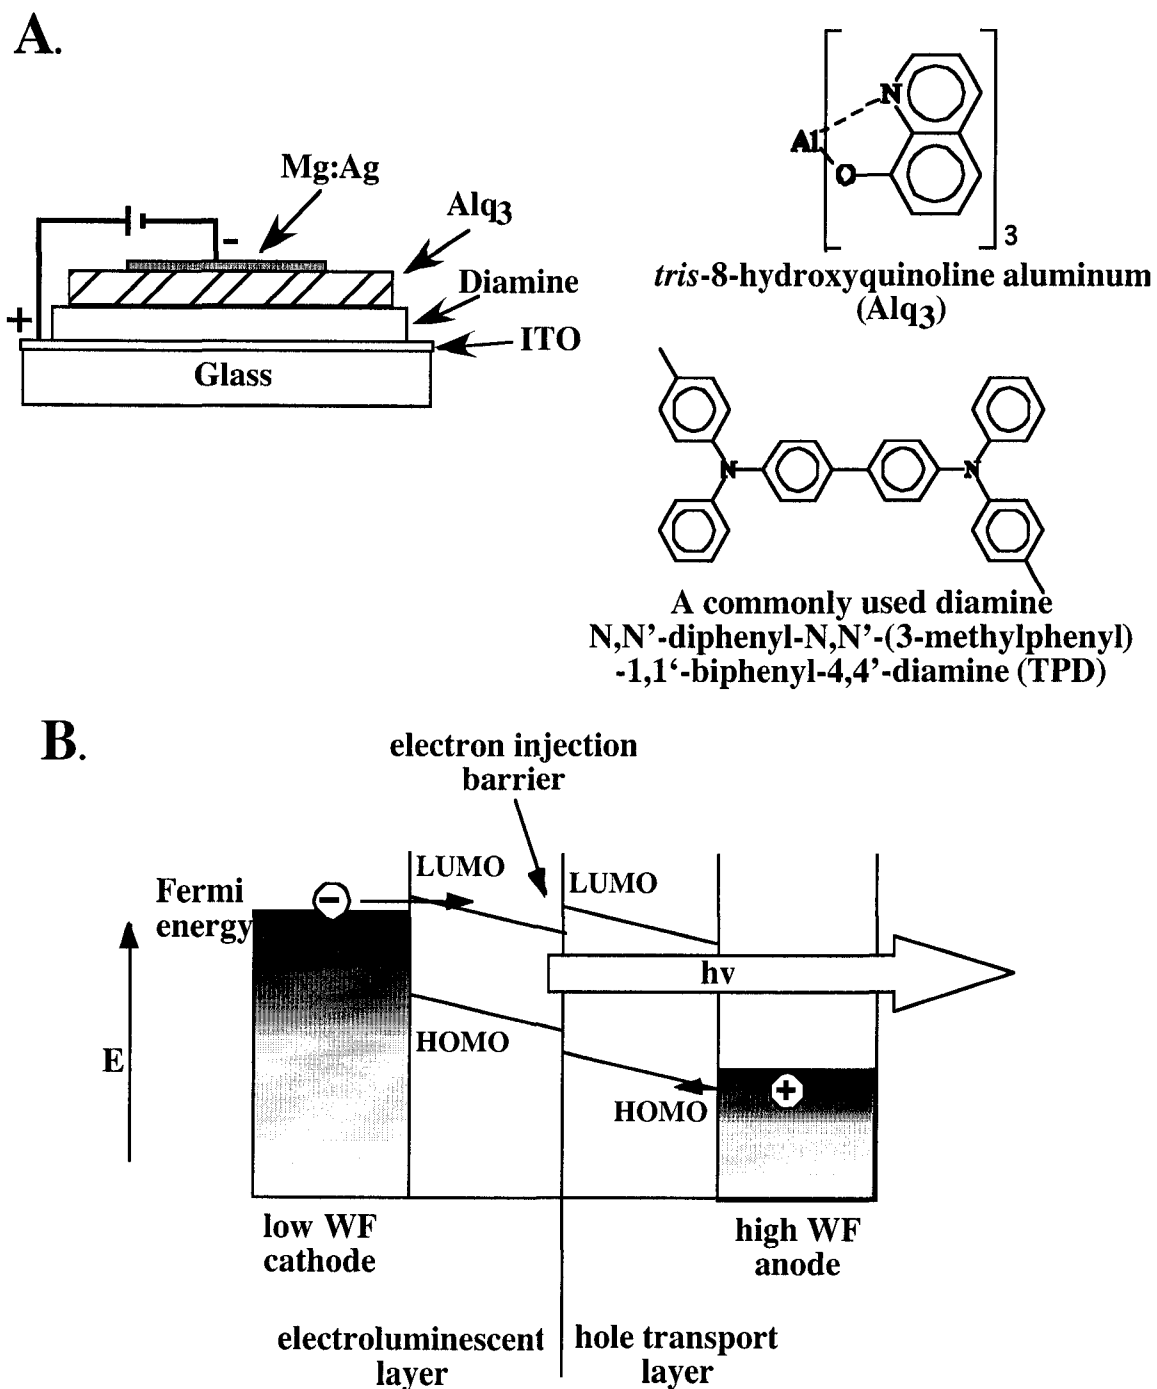 A.
Mg:Ag
Alq3
Diamine
ITO
Glass
-
+
N
Al
O
3
tris-8-hydroxyquinoline aluminum
(Alq3)
N
N
A commonly used diamine
N,N'-diphenyl-N,N'-(3-methylphenyl)
-1,1‘-biphenyl-4,4'-diamine (TPD)
B.
electron injection
barrier
LUMO
LUMO
Fermi
energy
-
hv
E
HOMO
HOMO
+
low WF
cathode
high WF
anode
electroluminescent
layer
hole transport
layer